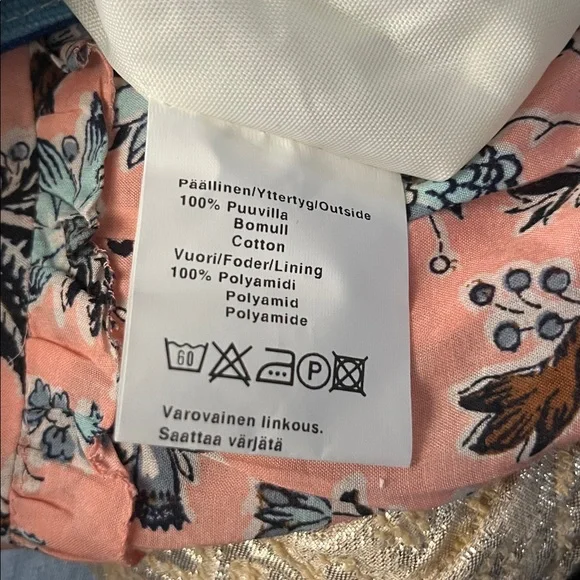 Päällinen/Yttertyg/Outside
100% Puuvilla
Bomull
Cotton
Vuori/Foder/Lining
100% Polyamidi
Polyamid
Polyamide
60 P
Varovainen linkous.
Saattaa värjätä